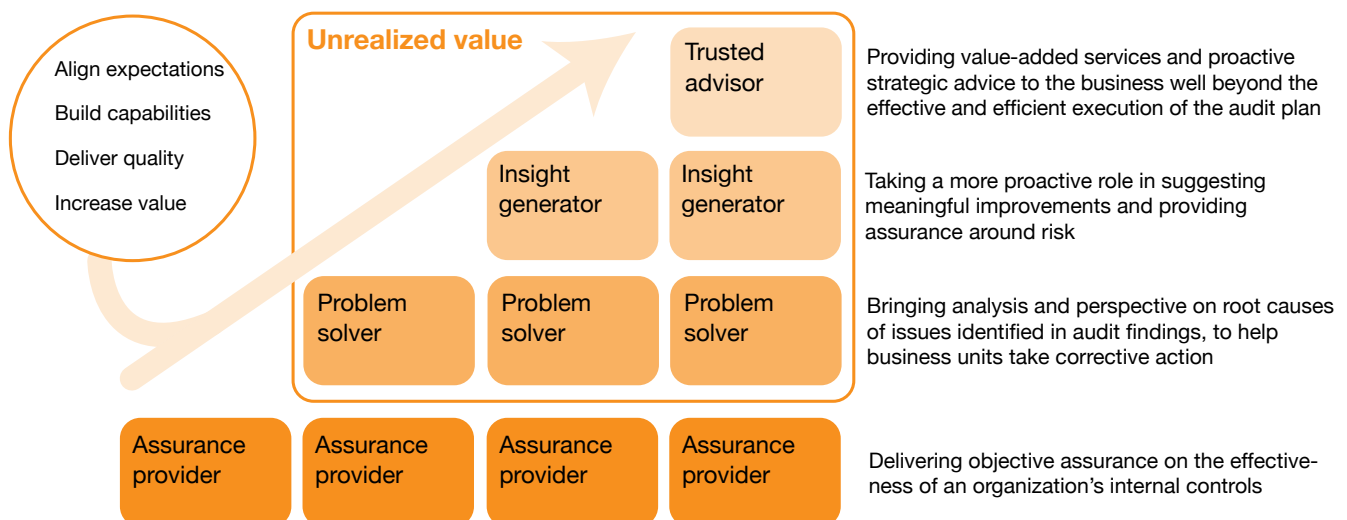 Align expectations
Build capabilities
Deliver quality
Increase value
Unrealized value
Trusted
advisor
Providing value-added services and proactive
strategic advice to the business well beyond the
effective and efficient execution of the audit plan
Insight
generator
Insight
generator
Taking a more proactive role in suggesting
meaningful improvements and providing
assurance around risk
Problem
solver
Problem
solver
Problem
solver
Bringing analysis and perspective on root causes
of issues identified in audit findings, to help
business units take corrective action
Assurance
provider
Assurance
provider
Assurance
provider
Assurance
provider
Delivering objective assurance on the effective-
ness of an organization’s internal controls